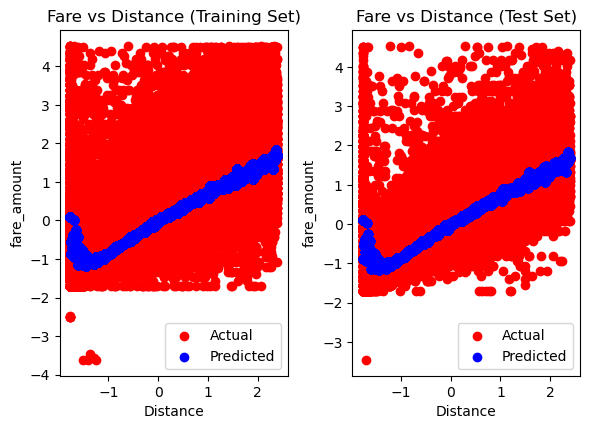 Fare vs Distance (Training Set)
Fare vs Distance (Test Set)
4
3
2
1
0
−1
−2
−3
−4
fare_amount
Actual
Predicted
−1
0
1
2
Distance
4
3
2
1
0
−1
−2
−3
fare_amount
Actual
Predicted
−1
0
1
2
Distance